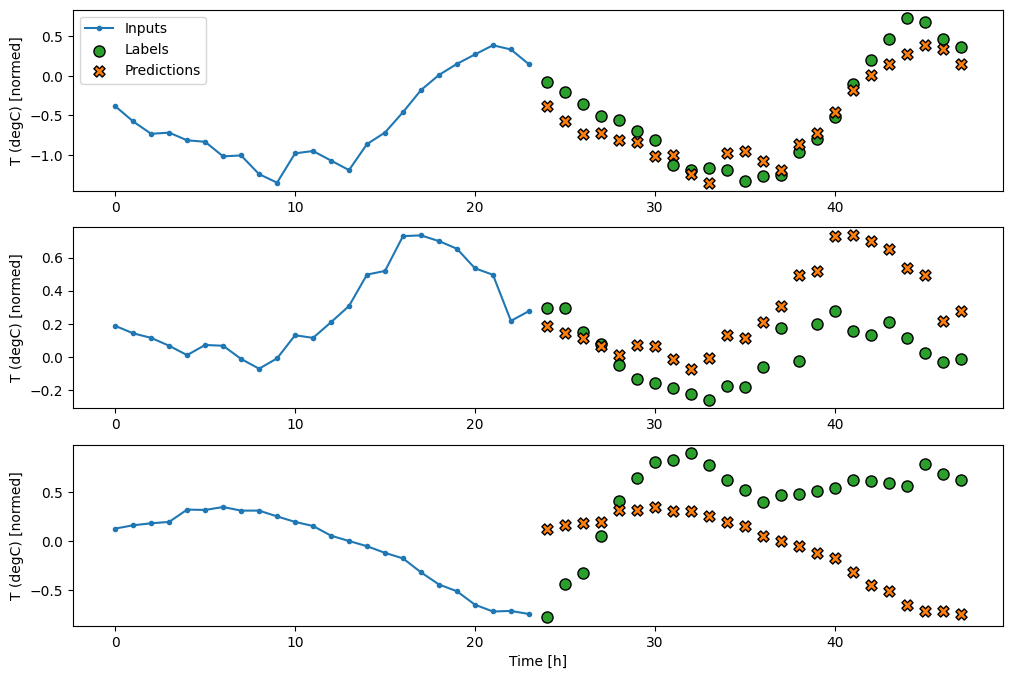 Inputs
Labels
Predictions
T (degC) [normed]
0.5
0.0
−0.5
−1.0
0 10 20 30 40
T (degC) [normed]
0.6
0.4
0.2
0.0
−0.2
0 10 20 30 40
T (degC) [normed]
0.5
0.0
−0.5
0 10 20 30 40
Time [h]